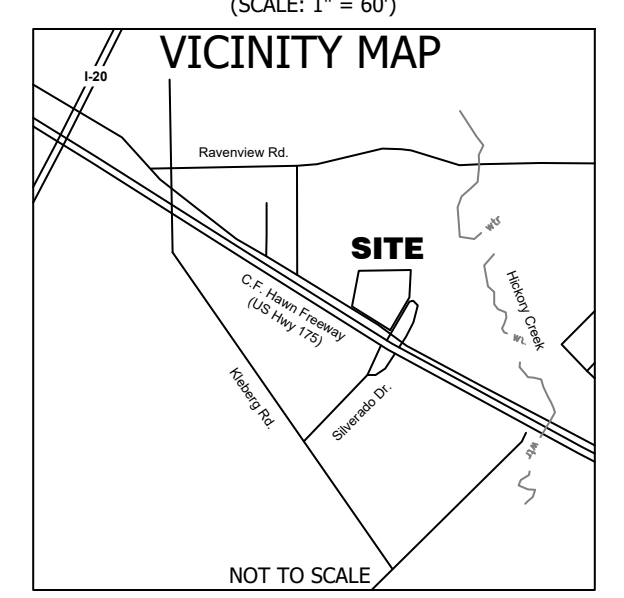 (SCALE: 1" = 60')
VICINITY MAP
I-20
Ravenview Rd.
wtr
SITE
C.F. Hawn Freeway
(US Hwy 175)
Hickory Creek
Kleberg Rd.
Silverado Dr.
wtr
NOT TO SCALE